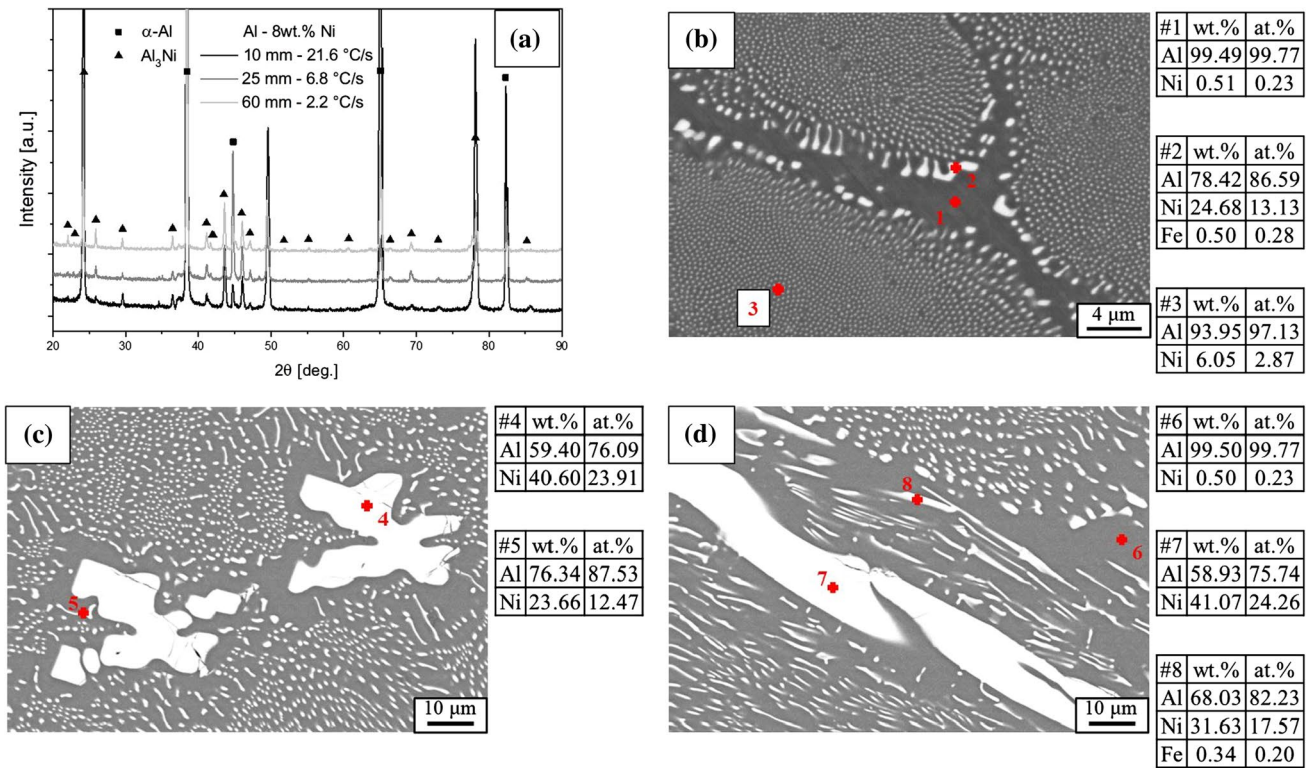 (a)
α-Al
Al₃Ni
Al - 8wt.% Ni
10 mm - 21.6 °C/s
25 mm - 6.8 °C/s
60 mm - 2.2 °C/s
Intensity [a.u.]
20 30 40 50 60 70 80 90
2θ [deg.]
(b)
2
1
3
4 µm
#1 wt.% at.%
Al 99.49 99.77
Ni 0.51 0.23
#2 wt.% at.%
Al 78.42 86.59
Ni 24.68 13.13
Fe 0.50 0.28
#3 wt.% at.%
Al 93.95 97.13
Ni 6.05 2.87
(c)
4
5
10 µm
#4 wt.% at.%
Al 59.40 76.09
Ni 40.60 23.91
#5 wt.% at.%
Al 76.34 87.53
Ni 23.66 12.47
(d)
8
6
7
10 µm
#6 wt.% at.%
Al 99.50 99.77
Ni 0.50 0.23
#7 wt.% at.%
Al 58.93 75.74
Ni 41.07 24.26
#8 wt.% at.%
Al 68.03 82.23
Ni 31.63 17.57
Fe 0.34 0.20